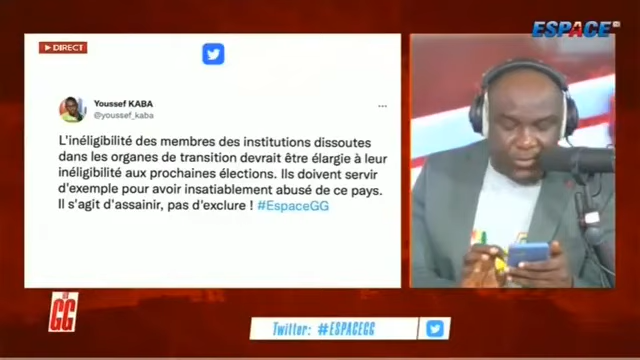 DIRECT
ESPACE
Youssef KABA
@youssef_kaba
L'inéligibilité des membres des institutions dissoutes
dans les organes de transition devrait être élargie à leur
inéligibilité aux prochaines élections. Ils doivent servir
d'exemple pour avoir insatiablement abusé de ce pays.
Il s'agit d'assainir, pas d'exclure ! #EspaceGG
GG
Twitter: #ESPACEGG